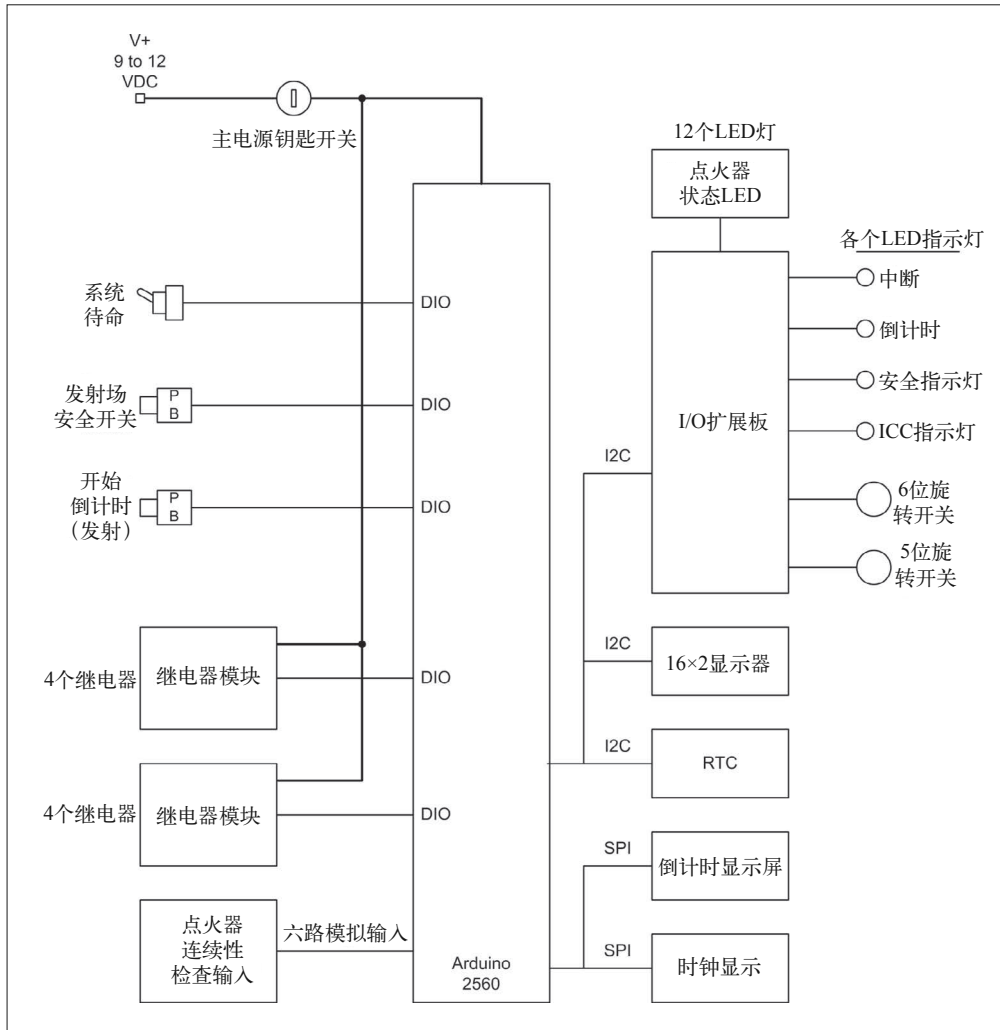 V+
9 to 12
VDC
主电源钥匙开关
12个LED灯
点火器
状态LED
各个LED指示灯
中断
倒计时
安全指示灯
ICC指示灯
6位旋
转开关
5位旋
转开关
I/O扩展板
I2C
系统
待命
DIO
发射场
安全开关
P
B
DIO
开始
倒计时
（发射）
P
B
DIO
4个继电器
继电器模块
DIO
4个继电器
继电器模块
DIO
点火器
连续性
检查输入
六路模拟输入
Arduino
2560
I2C
16×2显示器
I2C
RTC
SPI
倒计时显示屏
SPI
时钟显示